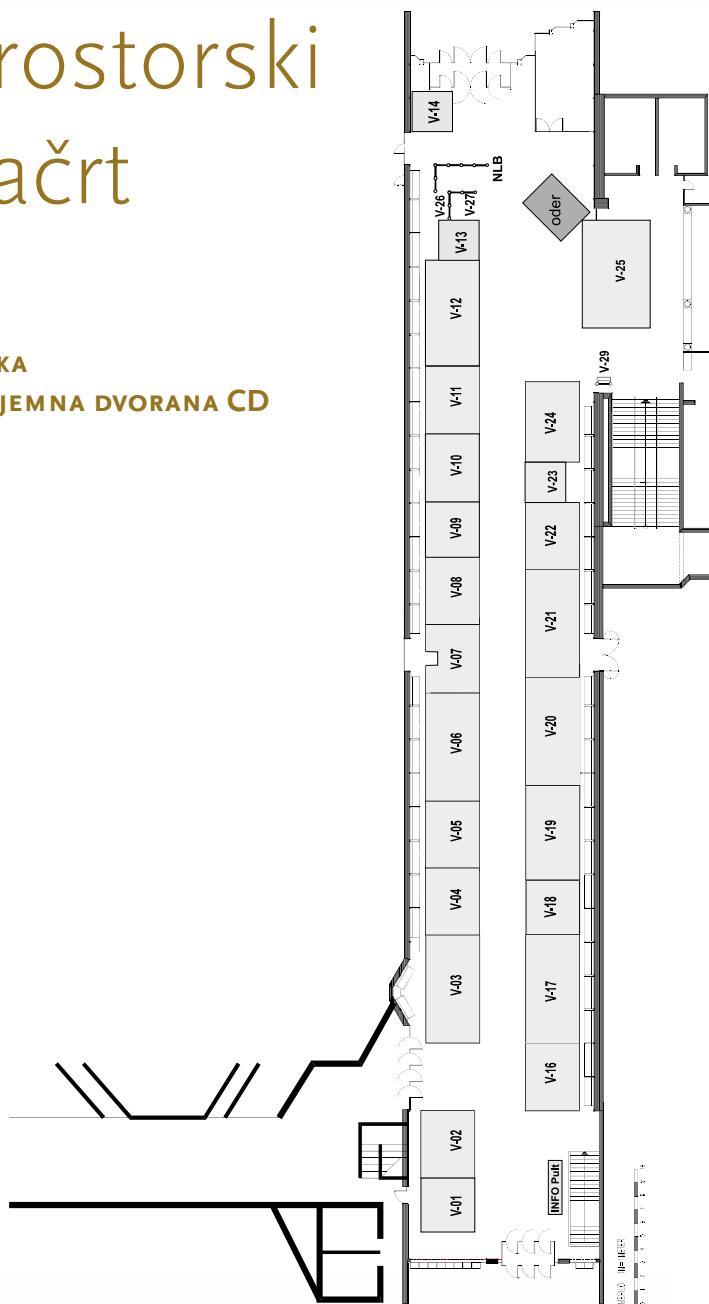 rostorski
ačrt
KA
JEMNA DVORANA CD
V-14
NLB
V-26
V-27
V-13
oder
V-25
V-12
V-29
V-11
V-24
V-10
V-23
V-09
V-22
V-08
V-21
V-07
V-06
V-20
V-05
V-19
V-04
V-18
V-03
V-17
V-16
V-02
V-01
INFO Pult